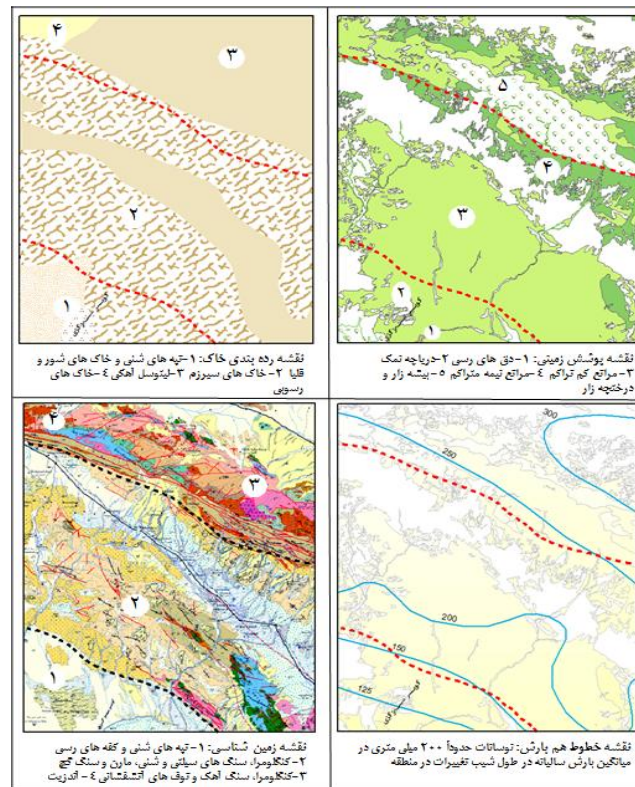 ۴
۳
۲
۱
نقشه رده بندی خاک: ۱-تپه های شنی و خاک های شور و
قلیا ۲-خاک های سیرزم ۳-لیتوسل آهکی ٤-خاک های
رسوبی
۵
۴
۳
۲
۱
نقشه پوشش زمینی: ۱-دق های رسی ۲-دریاچه نمک
۳-مراتع کم تراکم ٤-مراتع نیمه متراکم ۵-بیشه زار و
درختچه زار
۴
۳
۲
۱
نقشه زمین شناسی: ۱-تپه های شنی و کفه های رسی
۲-کنگلومرا، سنگ های سیلتی و شنی، مارن و سنگ گچ
۳-کنگلومرا، سنگ آهک و توف های آتشفشانی ٤- آندزیت
300
250
200
150
125
نقشه خطوط هم بارش: نوسانات حدوداً ۲۰۰ میلی متری در
میانگین بارش سالیانه در طول شیب تغییرات در منطقه